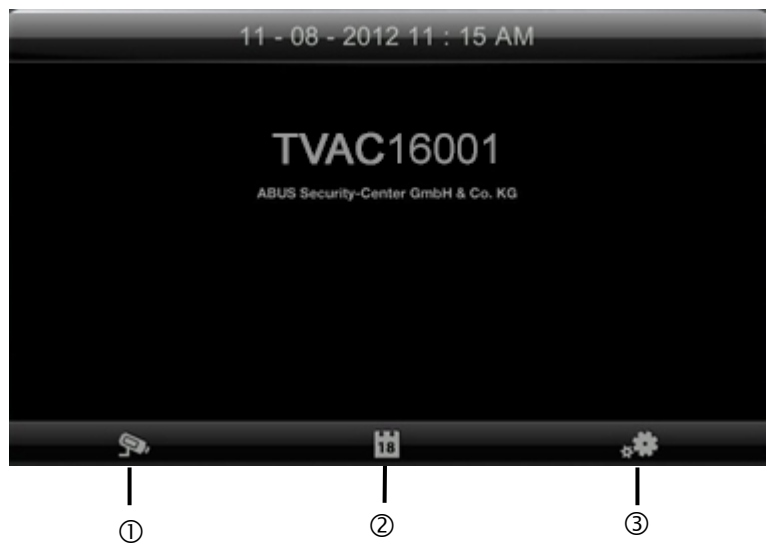 11 - 08 - 2012 11 : 15 AM
TVAC16001
ABUS Security-Center GmbH & Co. KG
18
① ② ③